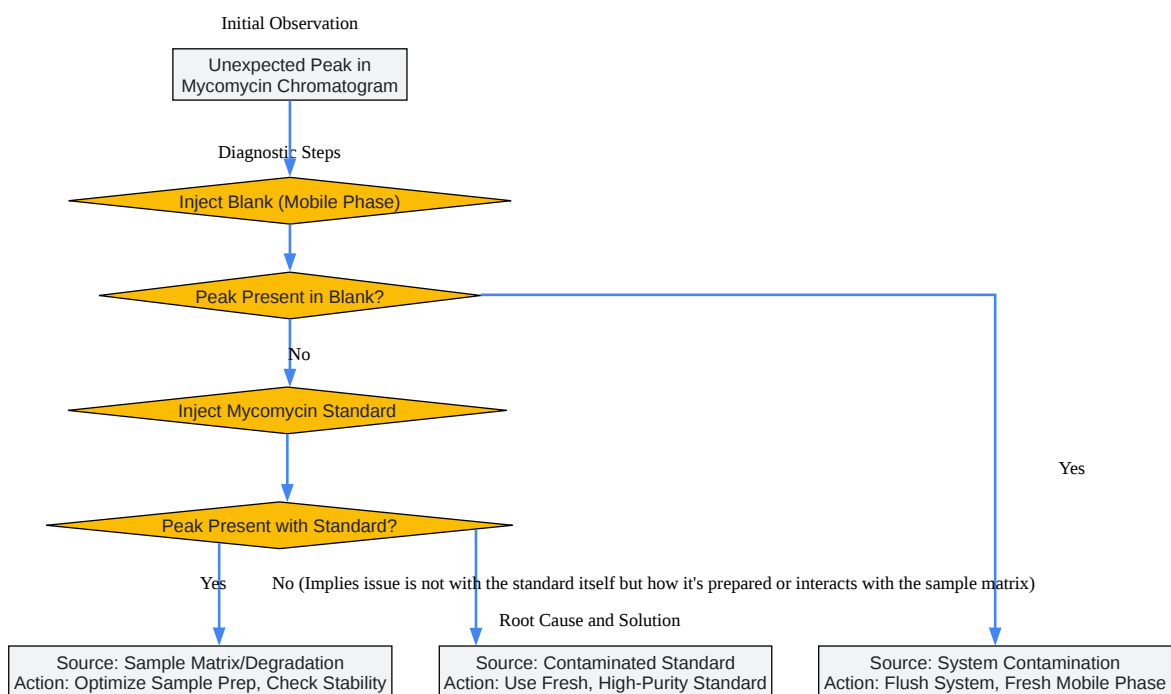 Initial Observation
Unexpected Peak in
Mycomycin Chromatogram
Diagnostic Steps
Inject Blank (Mobile Phase)
Peak Present in Blank?
No
Inject Mycomycin Standard
Yes
Peak Present with Standard?
Yes
No (Implies issue is not with the standard itself but how it's prepared or interacts with the sample matrix)
Root Cause and Solution
Source: Sample Matrix/Degradation
Action: Optimize Sample Prep, Check Stability
Source: Contaminated Standard
Action: Use Fresh, High-Purity Standard
Source: System Contamination
Action: Flush System, Fresh Mobile Phase